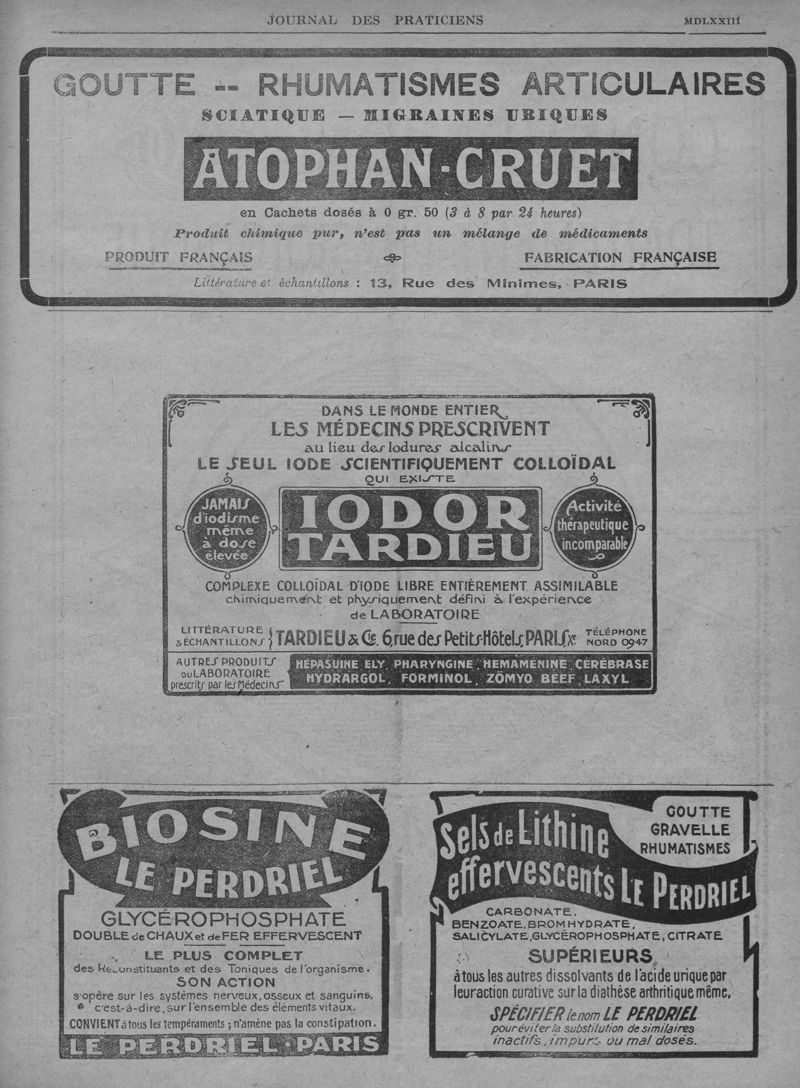 JOURNAL DES PRATICIENS
MDLXXIII
GOUTTE -- RHUMATISMES ARTICULAIRES
SCIATIQUE — MIGRAINES URIQUES
ATOPHAN-CRUET
en Cachets dosés à 0 gr. 50 (3 à 8 par 24 heures)
Produit chimique pur, n'est pas un mélange de médicaments
PRODUIT FRANÇAIS
FABRICATION FRANÇAISE
Littérature et échantillons : 13, Rue des Minimes, PARIS
DANS LE MONDE ENTIER
LES MÉDECINS PRESCRIVENT
au lieu des Iodures alcalins
LE SEUL IODE SCIENTIFIQUEMENT COLLOÏDAL
QUI EXISTE
JAMAIS
d'iodisme
même
à dose
élevée
IODOR
TARDIEU
Activité
thérapeutique
incomparable
COMPLEXE COLLOÏDAL D'IODE LIBRE ENTIÈREMENT ASSIMILABLE
chimiquement et physiquement défini à l'expérience
de LABORATOIRE
LITTÉRATURE
& ÉCHANTILLONS
TARDIEU & Cie. 6, rue des Petits-Hôtels, PARIS Xe
TÉLÉPHONE
NORD 09-47
AUTRES PRODUITS
DU LABORATOIRE
prescrits par les Médecins
HÉPASUINE ELY, PHARYNGINE, HEMAMÉNINE, CÉRÉBRASE
HYDRARGOL, FORMINOL, ZÖMYO BEEF, LAXYL
BIOSINE
LE PERDRIEL
GLYCÉROPHOSPHATE
DOUBLE de CHAUX et de FER EFFERVESCENT
LE PLUS COMPLET
des Reconstituants et des Toniques de l'organisme.
SON ACTION
s'opère sur les systèmes nerveux, osseux et sanguins,
c'est-à-dire, sur l'ensemble des éléments vitaux.
CONVIENT à tous les tempéraments ; n'amène pas la constipation.
LE PERDRIEL - PARIS
GOUTTE
GRAVELLE
RHUMATISMES
Sels de Lithine
effervescents LE PERDRIEL
CARBONATE,
BENZOATE, BROMHYDRATE,
SALICYLATE, GLYCÉROPHOSPHATE, CITRATE
SUPÉRIEURS
à tous les autres dissolvants de l'acide urique par
leur action curative sur la diathèse arthritique même,
SPÉCIFIER le nom LE PERDRIEL
pour éviter la substitution de similaires
inactifs, impurs ou mal dosés.